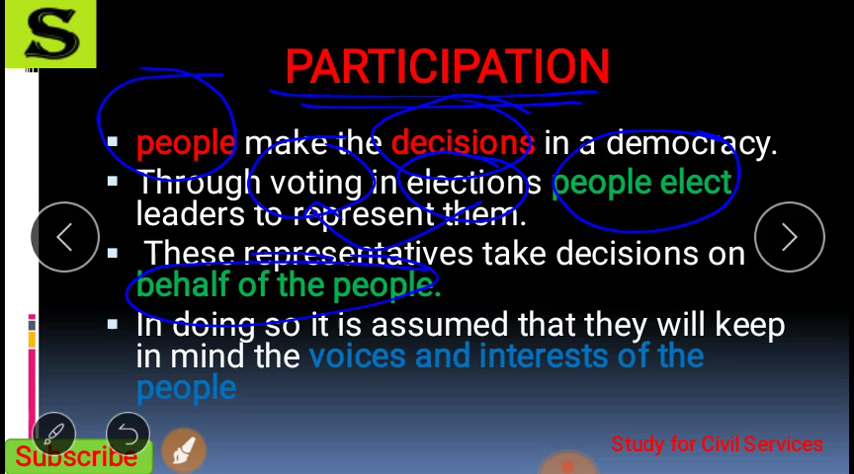 S
PARTICIPATION
▪ people make the decisions in a democracy.
▪ Through voting in elections people elect
leaders to represent them.
▪ These representatives take decisions on
behalf of the people.
▪ In doing so it is assumed that they will keep
in mind the voices and interests of the
people
Subscribe
Study for Civil Services